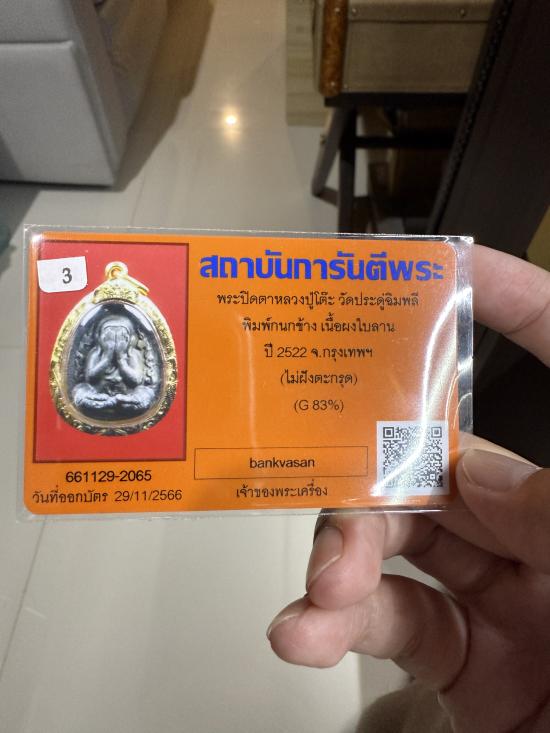 3
สถาบันการันตีพระ
พระปิดตาหลวงปู่โต๊ะ วัดประดู่ฉิมพลี
พิมพ์กนกข้าง เนื้อผงใบลาน
ปี 2522 จ.กรุงเทพฯ
(ไม่ฝังตะกรุด)
(G 83%)
bankvasan
เจ้าของพระเครื่อง
661129-2065
วันที่ออกบัตร 29/11/2566